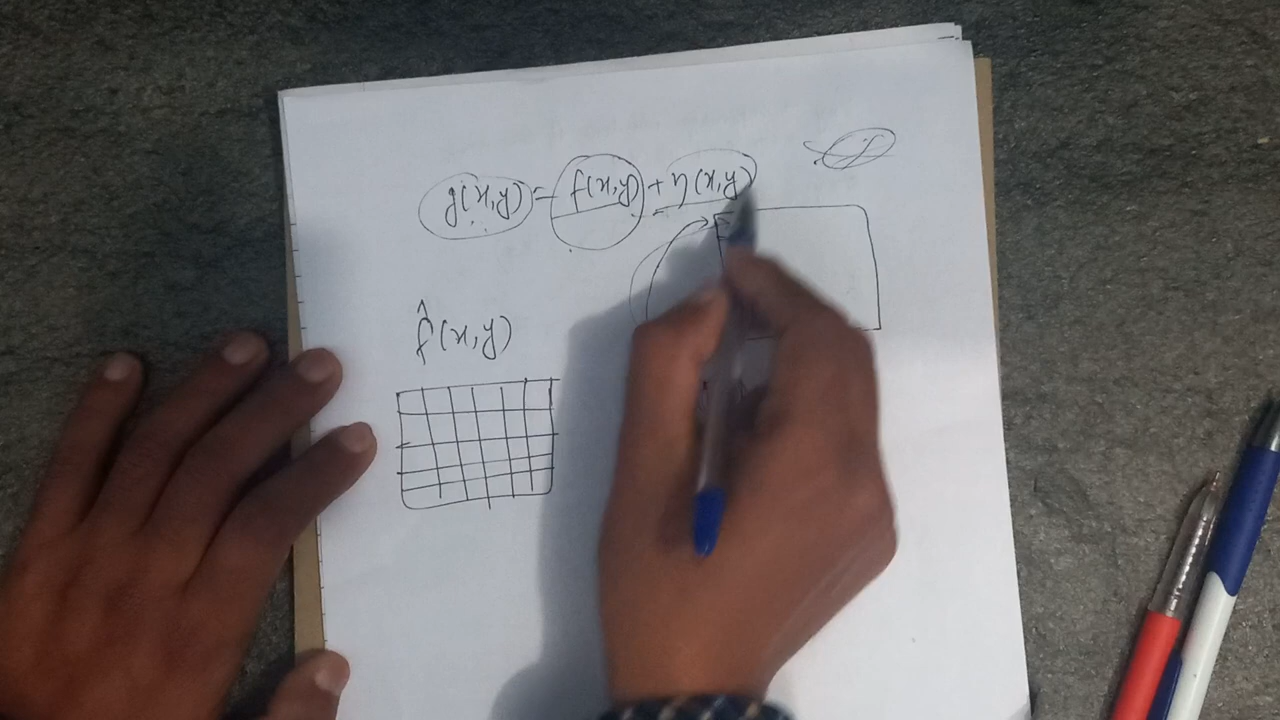 g(x,y) = f(x,y) + η(x,y)
f̂(x,y)